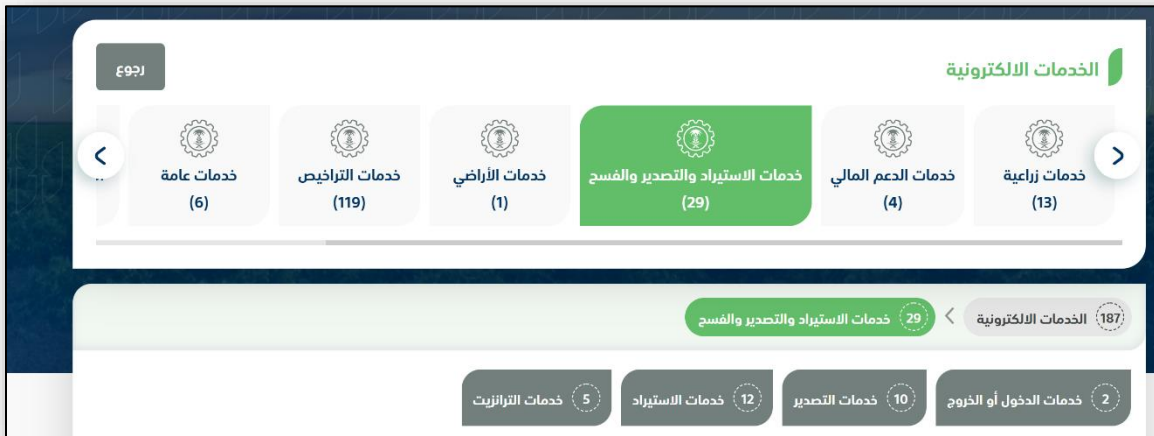 الخدمات الالكترونية
رجوع
خدمات زراعية
(13)
خدمات الدعم المالي
(4)
خدمات الاستيراد والتصدير والفسح
(29)
خدمات الأراضي
(1)
خدمات التراخيص
(119)
خدمات عامة
(6)
187 الخدمات الالكترونية
29 خدمات الاستيراد والتصدير والفسح
2 خدمات الدخول أو الخروج
10 خدمات التصدير
12 خدمات الاستيراد
5 خدمات الترانزيت